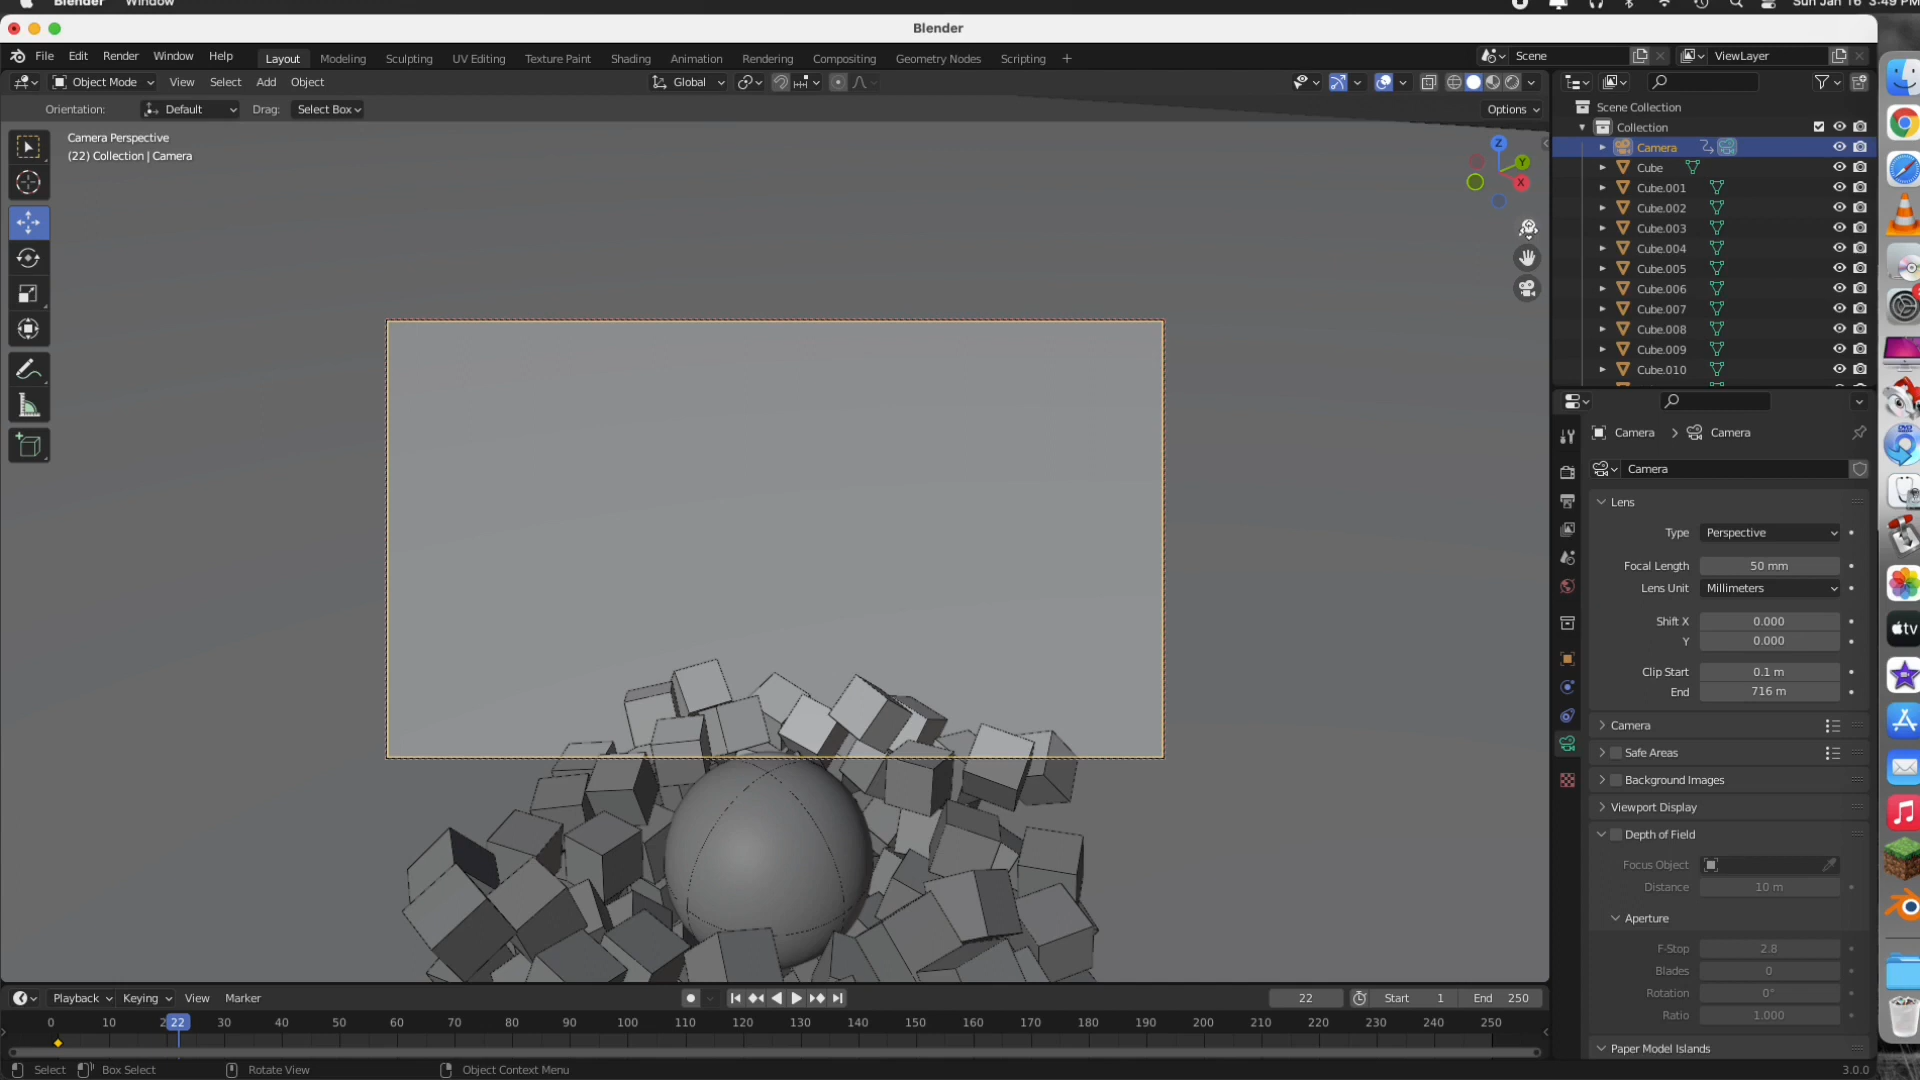 Blender Window Sun Jan 16 3:49 PM
Blender
File Edit Render Window Help Layout Modeling Sculpting UV Editing Texture Paint Shading Animation Rendering Compositing Geometry Nodes Scripting + Scene ViewLayer
Object Mode View Select Add Object Global
Orientation: Default Drag: Select Box Options
Camera Perspective
(22) Collection | Camera
Z
Y
X
Scene Collection
Collection
Camera
Cube
Cube.001
Cube.002
Cube.003
Cube.004
Cube.005
Cube.006
Cube.007
Cube.008
Cube.009
Cube.010
Camera > Camera
Camera
Lens
Type Perspective
Focal Length 50 mm
Lens Unit Millimeters
Shift X 0.000
Y 0.000
Clip Start 0.1 m
End 716 m
Camera
Safe Areas
Background Images
Viewport Display
Depth of Field
Focus Object
Distance 10 m
Aperture
F-Stop 2.8
Blades 0
Rotation 0°
Ratio 1.000
Paper Model Islands
tv
Playback Keying View Marker 22 Start 1 End 250
0 10 22 30 40 50 60 70 80 90 100 110 120 130 140 150 160 170 180 190 200 210 220 230 240 250
Select Box Select Rotate View Object Context Menu 3.0.0